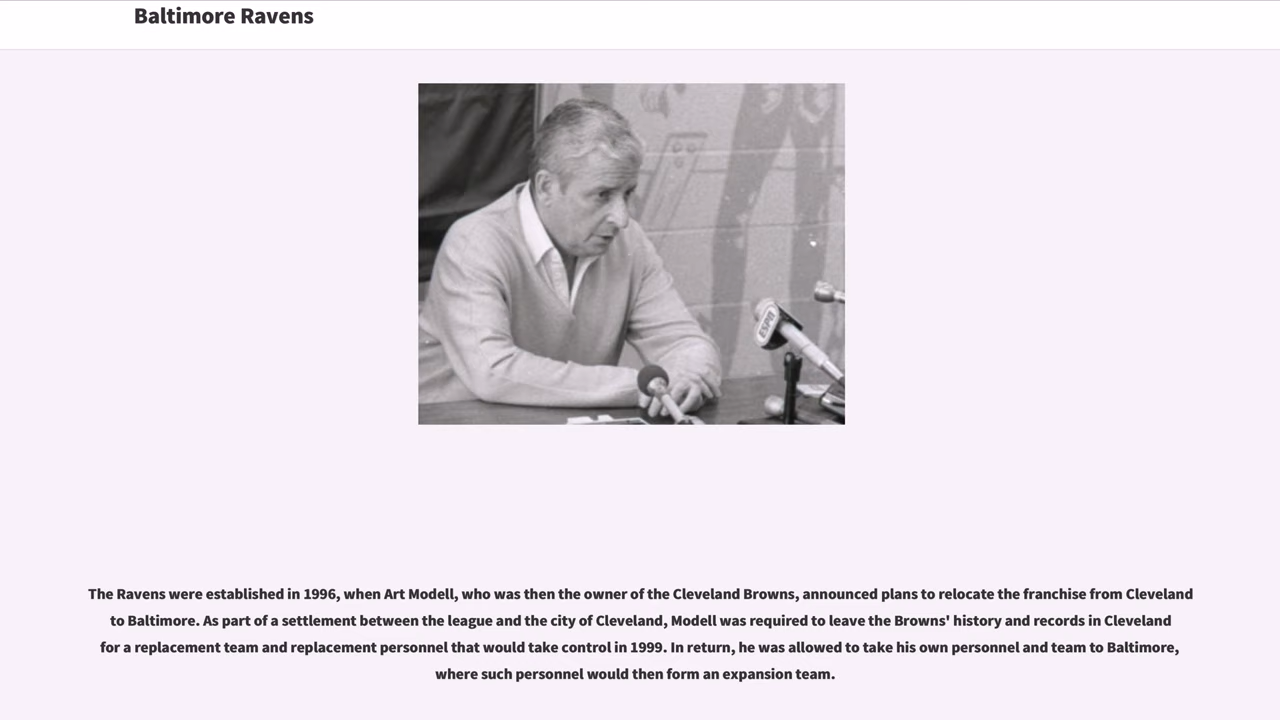 Baltimore Ravens
ESPN
The Ravens were established in 1996, when Art Modell, who was then the owner of the Cleveland Browns, announced plans to relocate the franchise from Cleveland
to Baltimore. As part of a settlement between the league and the city of Cleveland, Modell was required to leave the Browns' history and records in Cleveland
for a replacement team and replacement personnel that would take control in 1999. In return, he was allowed to take his own personnel and team to Baltimore,
where such personnel would then form an expansion team.